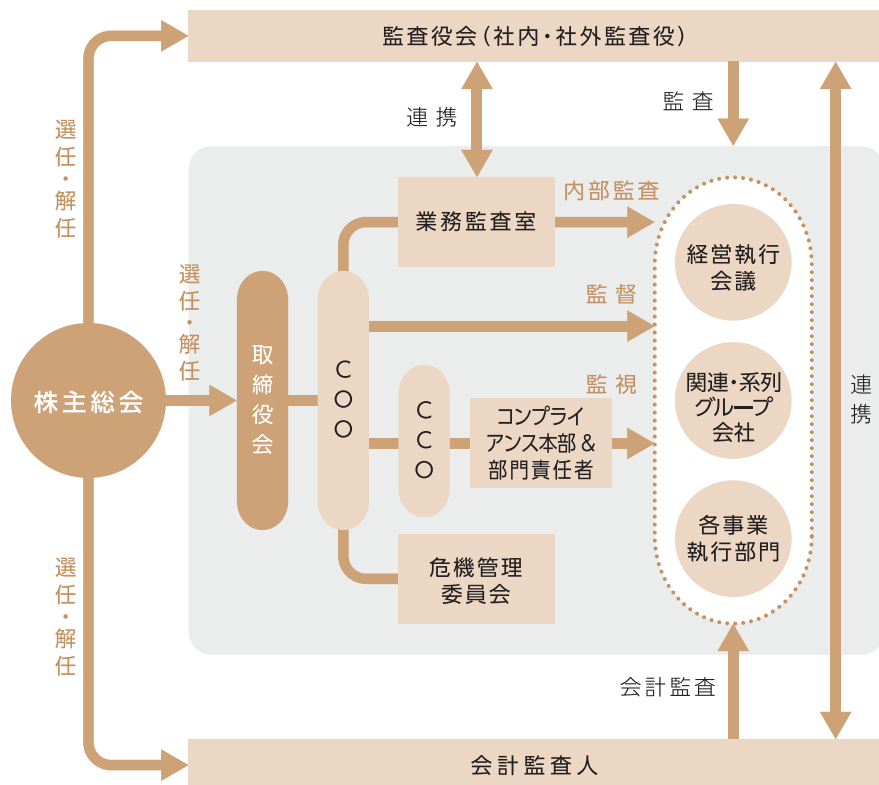 監査役会（社内・社外監査役）
連携
監査
選任・解任
業務監査室
内部監査
経営執行
会議
選任・解任
監督
取締役会
COO
株主総会
監視
CCO
コンプライ
アンス本部&
部門責任者
関連・系列
グループ
会社
連携
各事業
執行部門
危機管理
委員会
選任・解任
会計監査
会計監査人